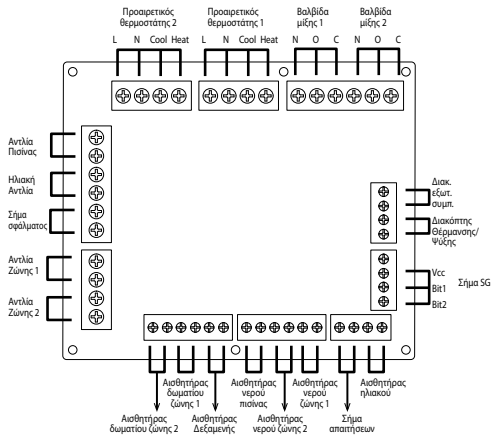 Προαιρετικός
θερμοστάτης 2
Προαιρετικός
θερμοστάτης 1
Βαλβίδα
μίξης 1
Βαλβίδα
μίξης 2
L N Cool Heat
L N Cool Heat
N O C
N O C
Αντλία
Πισίνας
Ηλιακή
Αντλία
Σήμα
σφάλματος
Αντλία
Ζώνης 1
Αντλία
Ζώνης 2
Διακ.
εξωτ.
συμπ.
Διακόπτης
Θέρμανσης/
Ψύξης
Vcc
Bit1
Bit2
Σήμα SG
Αισθητήρας
δωματίου
ζώνης 1
Αισθητήρας
νερού
πισίνας
Αισθητήρας
νερού
ζώνης 1
Αισθητήρας
ηλιακού
Αισθητήρας
δωματίου ζώνης 2
Αισθητήρας
Δεξαμενής
Αισθητήρας
νερού ζώνης 2
Σήμα
απαιτήσεων